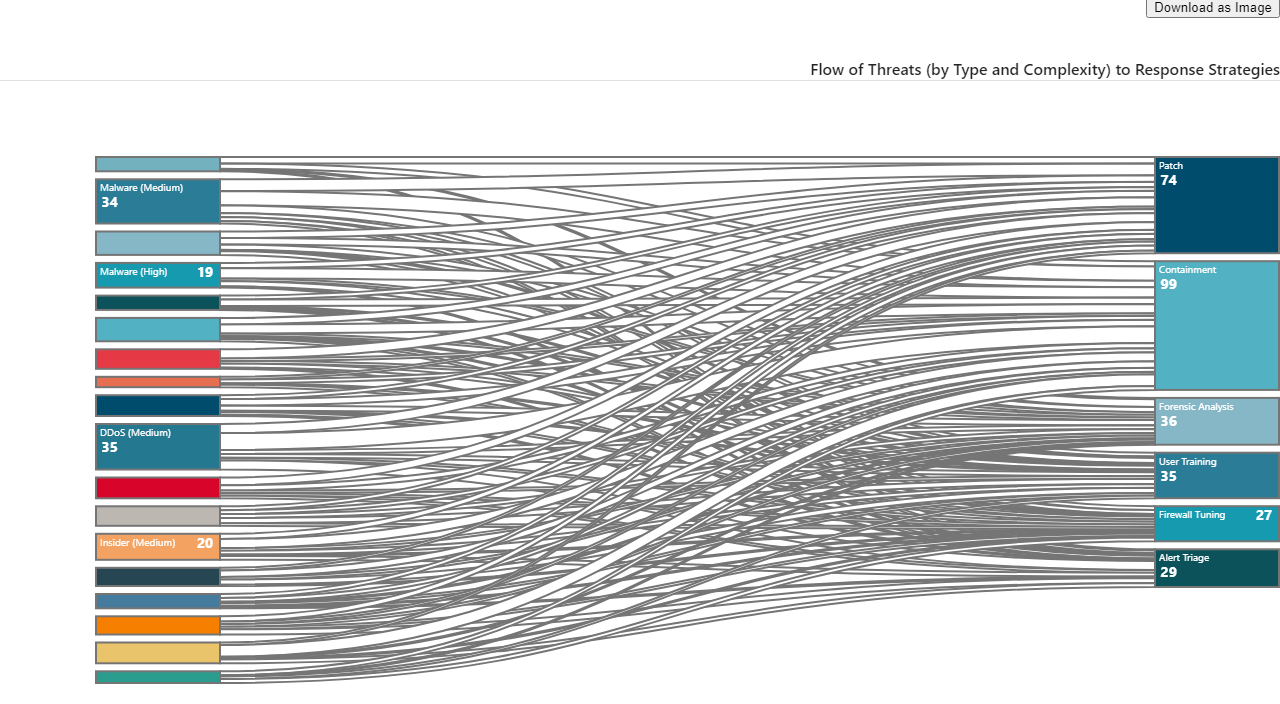 Download as Image
Flow of Threats (by Type and Complexity) to Response Strategies
Malware (Medium)
34
Malware (High) 19
DDoS (Medium)
35
Insider (Medium) 20
Patch
74
Containment
99
Forensic Analysis
36
User Training
35
Firewall Tuning 27
Alert Triage
29